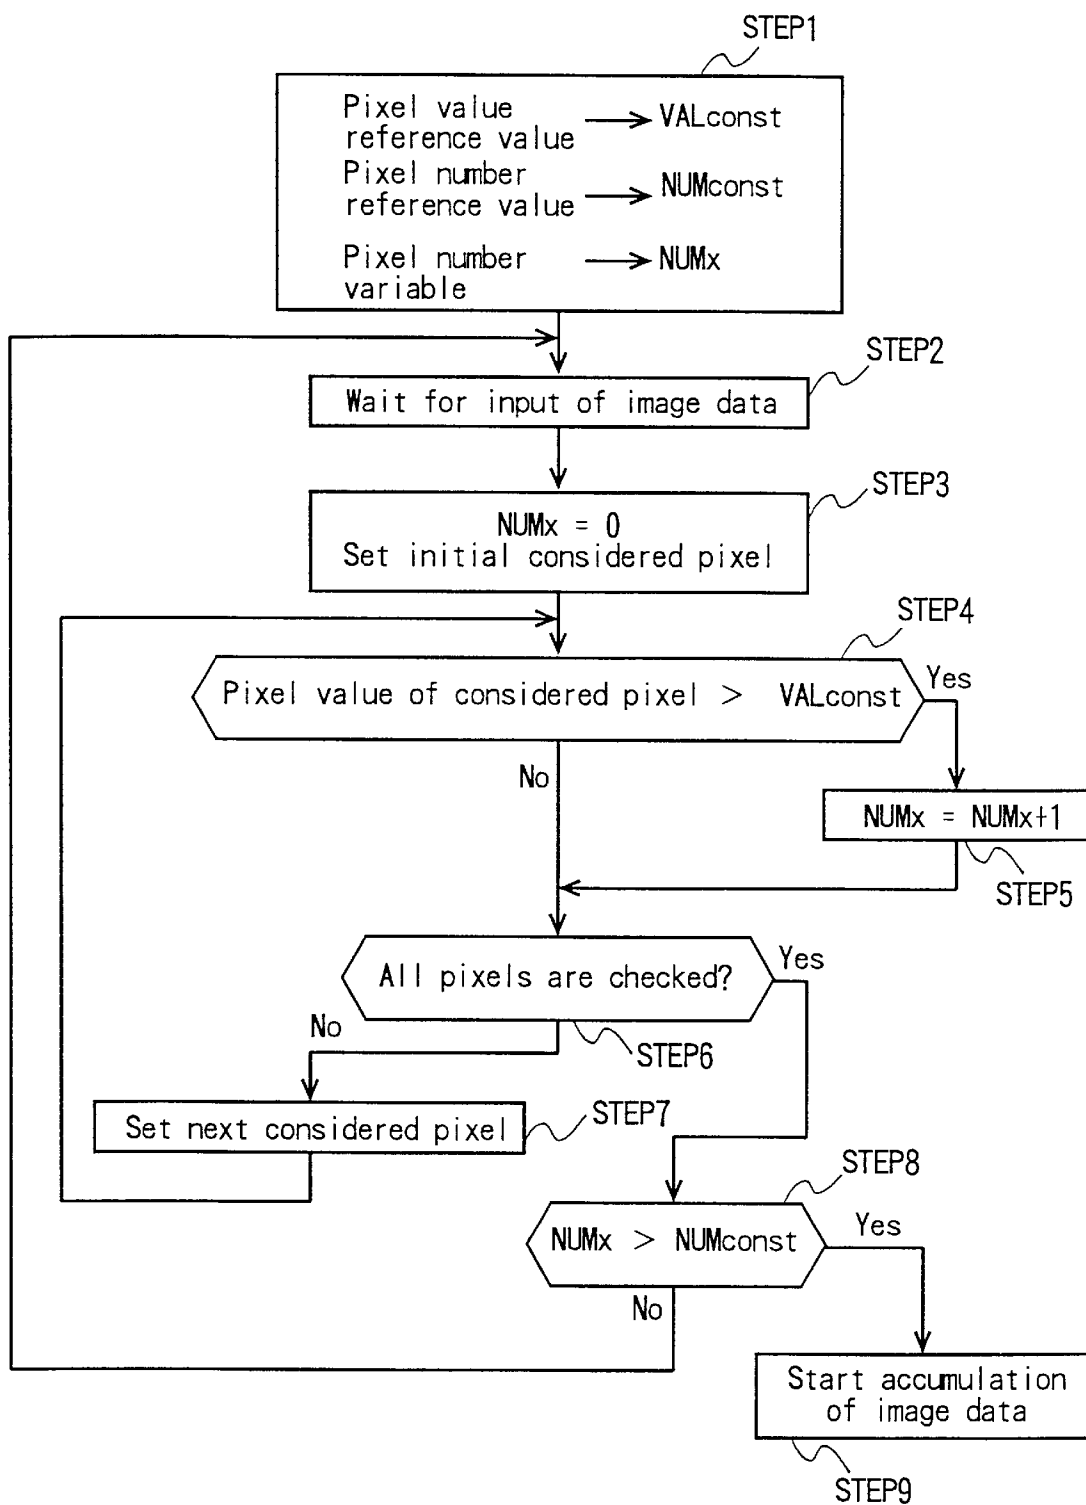 STEP1
Pixel value
reference value
VALconst
Pixel number
reference value
NUMconst
Pixel number
variable
NUMx
STEP2
Wait for input of image data
STEP3
NUMx = 0
Set initial considered pixel
STEP4
Pixel value of considered pixel > VALconst
Yes
No
NUMx = NUMx+1
STEP5
All pixels are checked?
Yes
No
STEP6
Set next considered pixel
STEP7
STEP8
NUMx > NUMconst
Yes
No
Start accumulation
of image data
STEP9